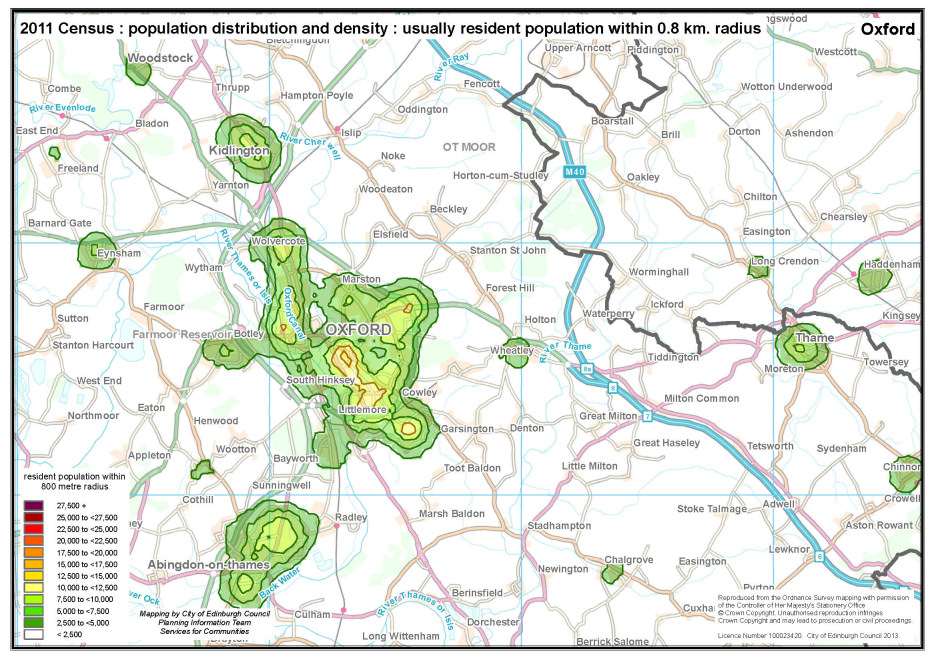 2011 Census : population distribution and density : usually resident population within 0.8 km. radius
Oxford
Woodstock
Bletchingdon
River Ray
Upper Arncott
Piddington
Westcott
Combe
Thrupp
Hampton Poyle
Fencott
Wotton Underwood
River Evenlode
Oddington
East End
Bladon
Islip
Boarstall
Brill
Dorton
Ashendon
Kidlington
River Cherwell
OT MOOR
Noke
Freeland
Horton-cum-Studley
M40
Oakley
Yarnton
Woodeaton
Chilton
Beckley
Chearsley
Barnard Gate
Elsfield
Easington
Wolvercote
Stanton St John
Eynsham
Long Crendon
Haddenham
Wytham
River Thames or Isis
Worminghall
Marston
Forest Hill
Oxford Canal
Ickford
Farmoor
Waterperry
Kingsey
Sutton
Holton
OXFORD
Farmoor Reservoir
Botley
Thame
Stanton Harcourt
Wheatley
River Thame
Tiddington
Towersey
Moreton
8a
West End
South Hinksey
8
Cowley
Milton Common
Eaton
Littlemore
Northmoor
7
Great Milton
Henwood
Garsington
Denton
Great Haseley
Tetsworth
Sydenham
Appleton
Wootton
Bayworth
Little Milton
Chinnor
Toot Baldon
resident population within
800 metre radius
Sunningwell
Crowell
Cothill
Adwell
27,500 +
25,000 to <27,500
22,500 to <25,000
20,000 to <22,500
17,500 to <20,000
15,000 to <17,500
12,500 to <15,000
10,000 to <12,500
7,500 to <10,000
5,000 to <7,500
2,500 to <5,000
< 2,500
Radley
Marsh Baldon
Stoke Talmage
Stadhampton
Aston Rowant
Lewknor
6
Abingdon-on-thames
Chalgrove
Easington
Newington
Back Water
Berinsfield
Pyrton
River Thames or Isis
Mapping by City of Edinburgh Council
Planning Information Team
Services for Communities
Culham
Dorchester
Long Wittenham
Berrick Salome
Reproduced from the Ordnance Survey mapping with permission
of the Controller of Her Majesty's Stationery Office
© Crown Copyright. Unauthorised reproduction infringes
Crown Copyright and may lead to prosecution or civil proceedings.
Licence Number 100023420. City of Edinburgh Council 2013.